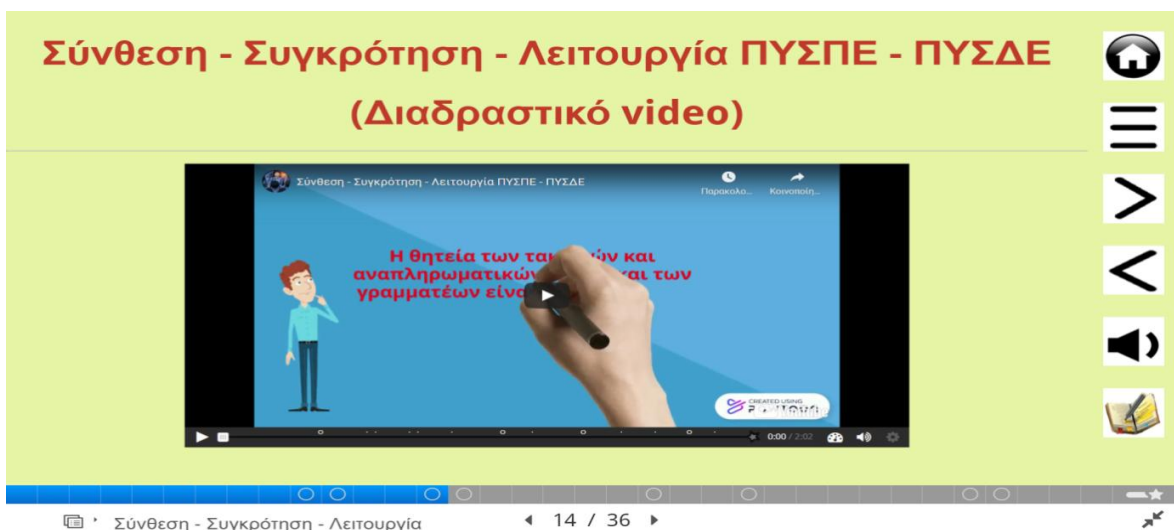 Σύνθεση - Συγκρότηση - Λειτουργία ΠΥΣΠΕ - ΠΥΣΔΕ
(Διαδραστικό video)
Σύνθεση - Συγκρότηση - Λειτουργία ΠΥΣΠΕ - ΠΥΣΔΕ
Παρακολο...
Κοινοποίη...
Η θητεία των και
αναπληρωματικών και των
γραμματέων
CREATED USING
0:00 / 2:02
Σύνθεση - Συγκρότηση - Λειτουργία
14 / 36